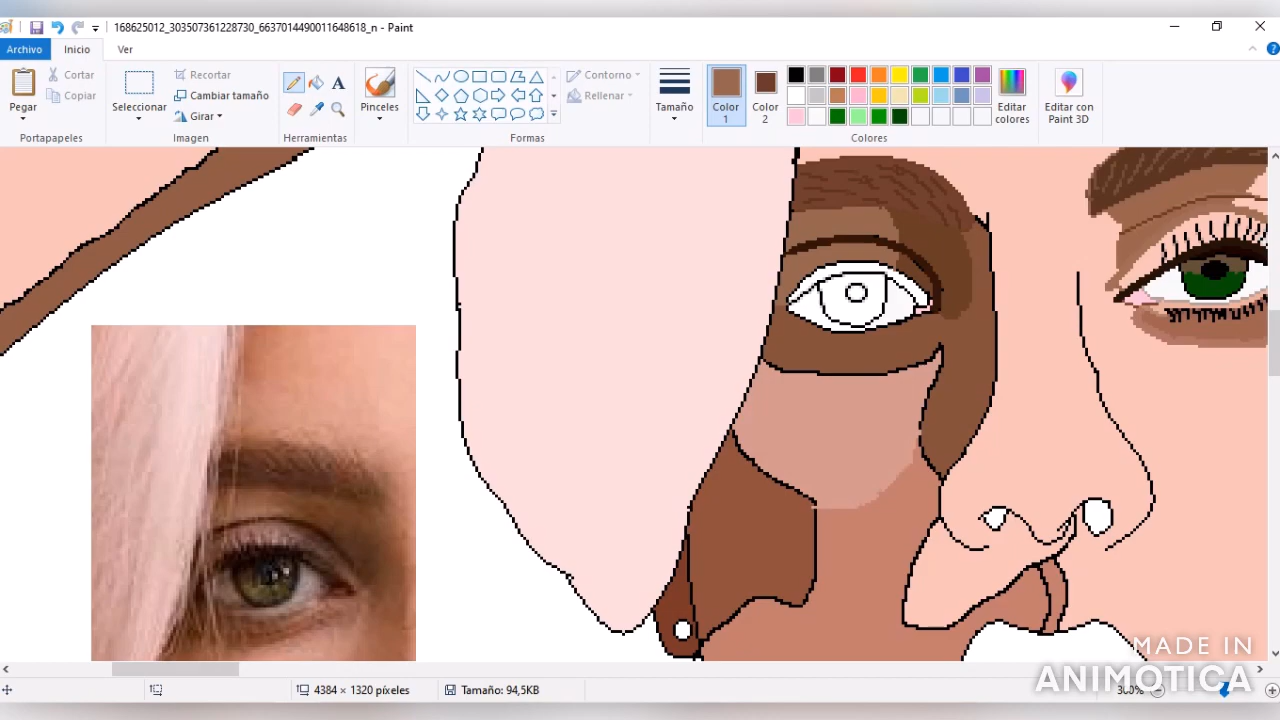 168625012_303507361228730_6637014490011648618_n - Paint
Archivo
Inicio
Ver
Pegar
Cortar
Copiar
Portapapeles
Seleccionar
Recortar
Cambiar tamaño
Girar
Imagen
A
Herramientas
Pinceles
Contorno
Rellenar
Formas
Tamaño
Color 1
Color 2
Colores
Editar colores
Editar con Paint 3D
MADE IN
ANIMOTICA
4384 × 1320 píxeles
Tamaño: 94,5KB